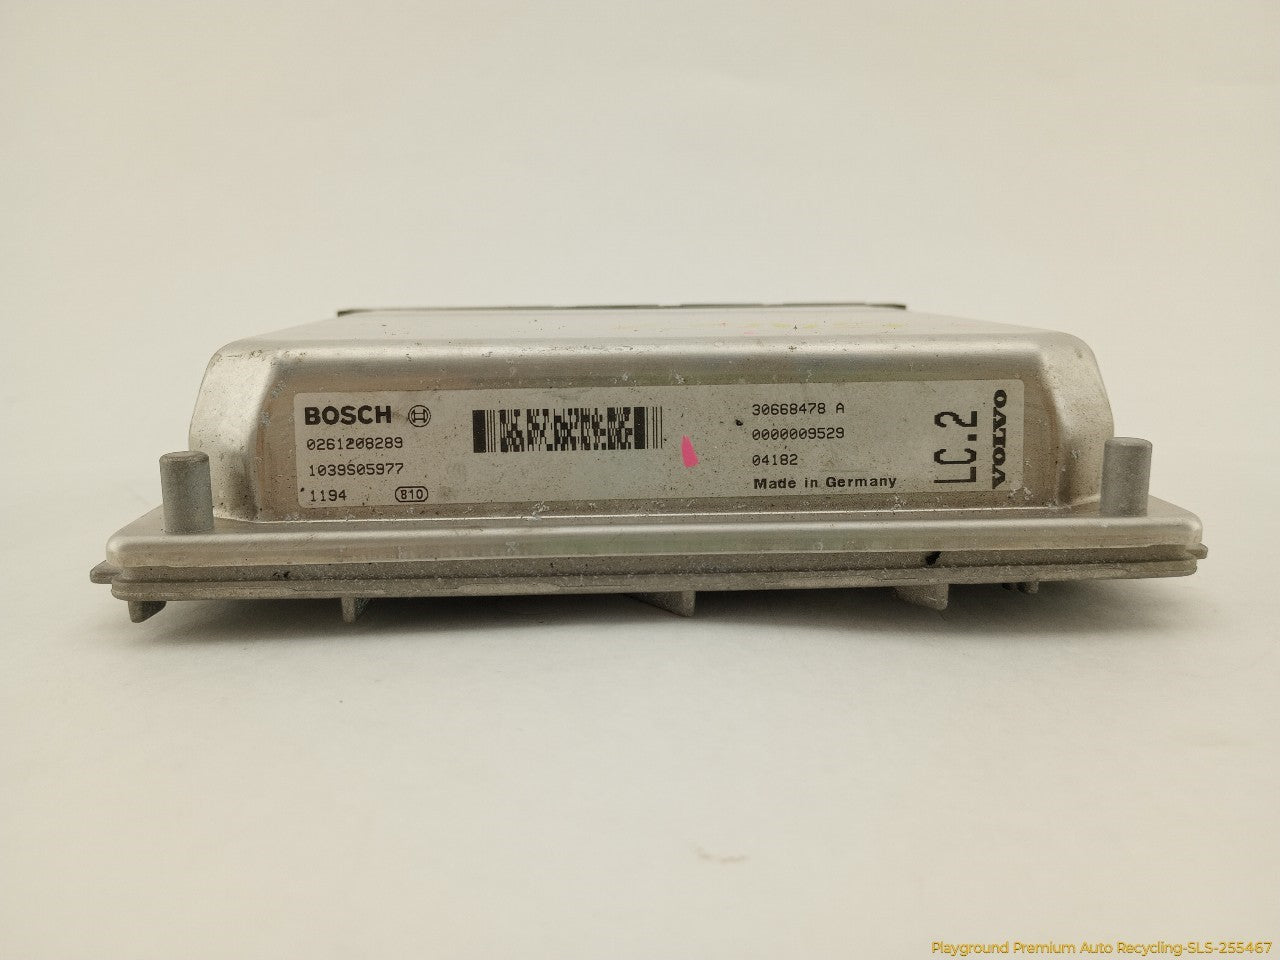 BOSCH
0261208289
1039S05977
1194 810
30668478 A
0000009529
04182
Made in Germany
LC.2
VOLVO
Playground Premium Auto Recycling-SLS-255467